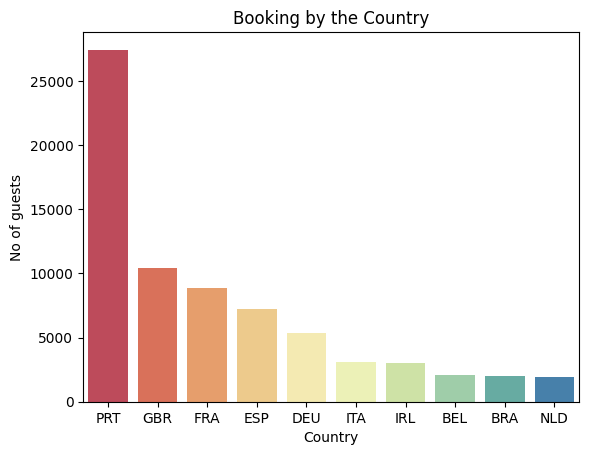 Booking by the Country
No of guests
25000
20000
15000
10000
5000
0
PRT GBR FRA ESP DEU ITA IRL BEL BRA NLD
Country